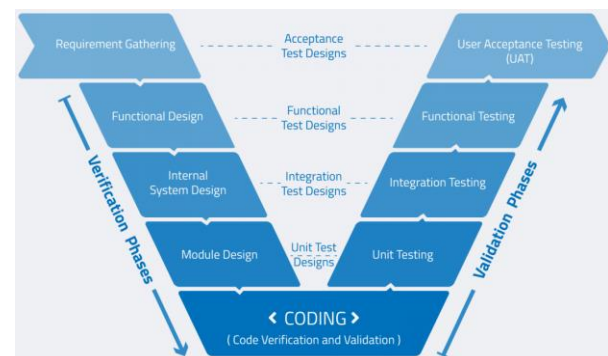 Requirement Gathering
Acceptance
Test Designs
User Acceptance Testing
(UAT)
Functional Design
Functional
Test Designs
Functional Testing
Internal
System Design
Integration
Test Designs
Integration Testing
Module Design
Unit Test
Designs
Unit Testing
Verification Phases
Validation Phases
< CODING >
( Code Verification and Validation )